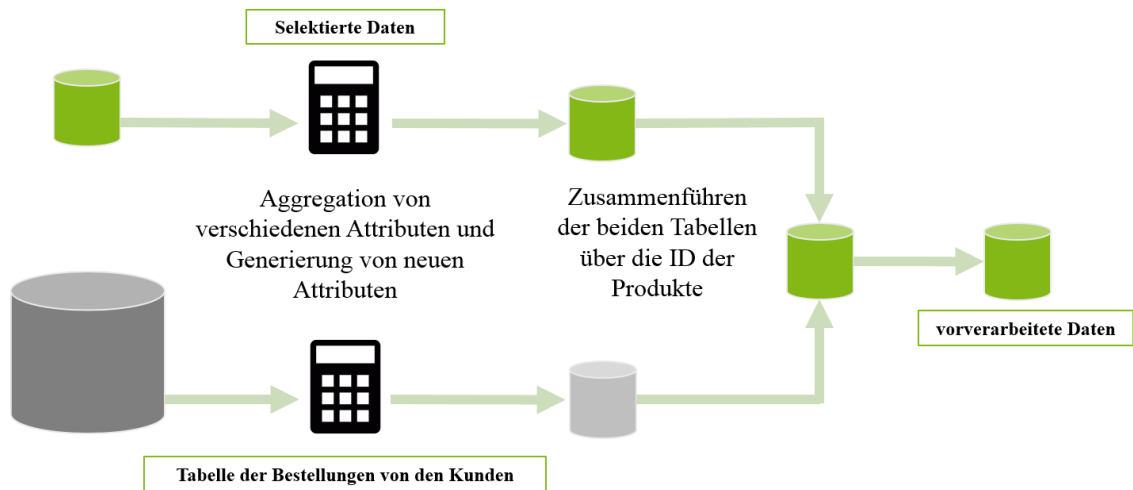 Selektierte Daten
Aggregation von
verschiedenen Attributen und
Generierung von neuen
Attributen
Zusammenführen
der beiden Tabellen
über die ID der
Produkte
vorverarbeitete Daten
Tabelle der Bestellungen von den Kunden